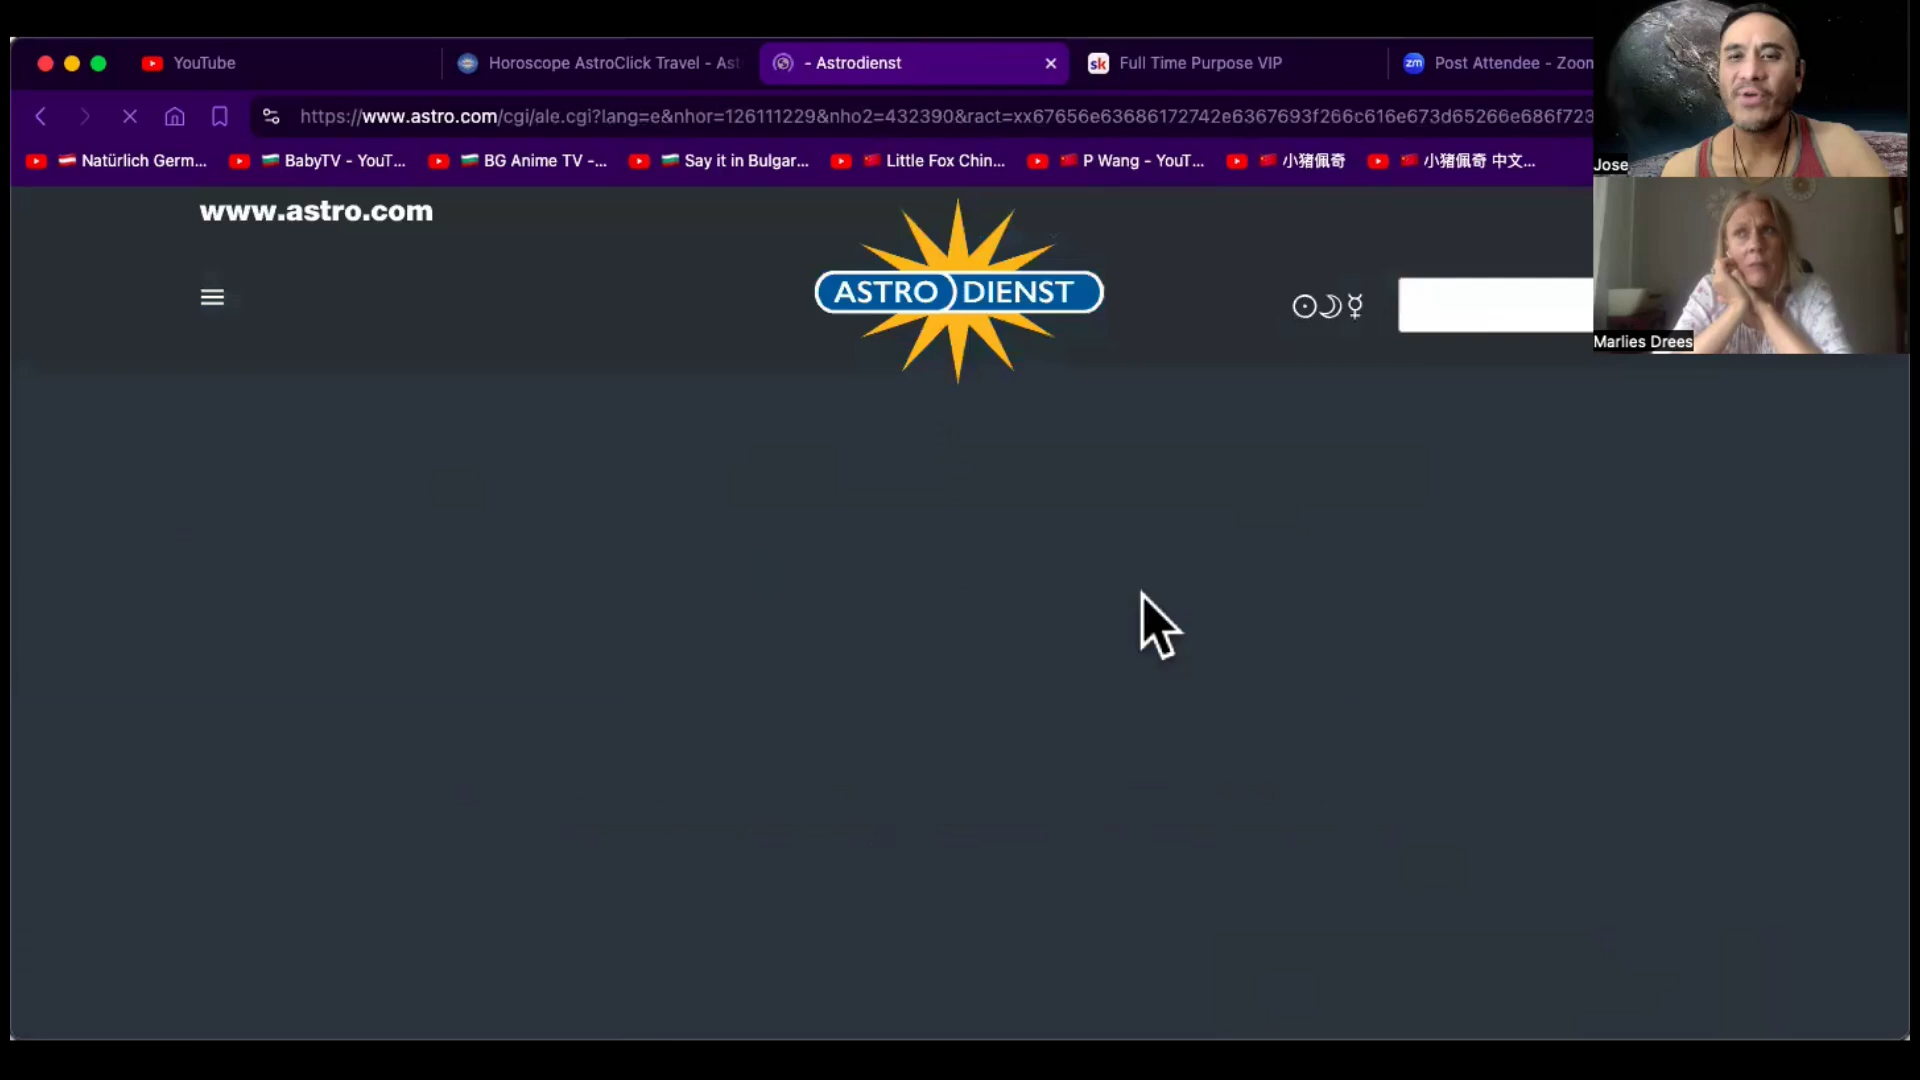 YouTube
Horoscope AstroClick Travel - Ast
- Astrodienst
Full Time Purpose VIP
Post Attendee - Zoom
https://www.astro.com/cgi/ale.cgi?lang=e&nhor=126111229&nho2=432390&ract=xx67656e63686172742e6367693f266c616e673d65266e686f723
Natürlich Germ...
BabyTV - YouT...
BG Anime TV -...
Say it in Bulgar...
Little Fox Chin...
P Wang - YouT...
小猪佩奇
小猪佩奇 中文...
www.astro.com
ASTRO DIENST
Jose
Marlies Drees
sk
zm